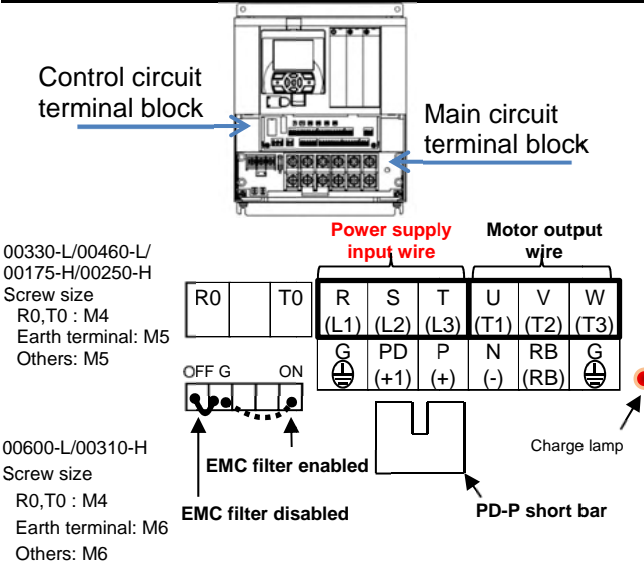 Control circuit
terminal block
Main circuit
terminal block
Power supply
input wire
Motor output
wire
00330-L/00460-L/
00175-H/00250-H
Screw size
R0,T0 : M4
Earth terminal: M5
Others: M5
R0 T0
R S T U V W
(L1) (L2) (L3) (T1) (T2) (T3)
G PD P N RB G
(+1) (+) (-) (RB)
OFF G ON
Charge lamp
EMC filter enabled
EMC filter disabled
PD-P short bar
00600-L/00310-H
Screw size
R0,T0 : M4
Earth terminal: M6
Others: M6